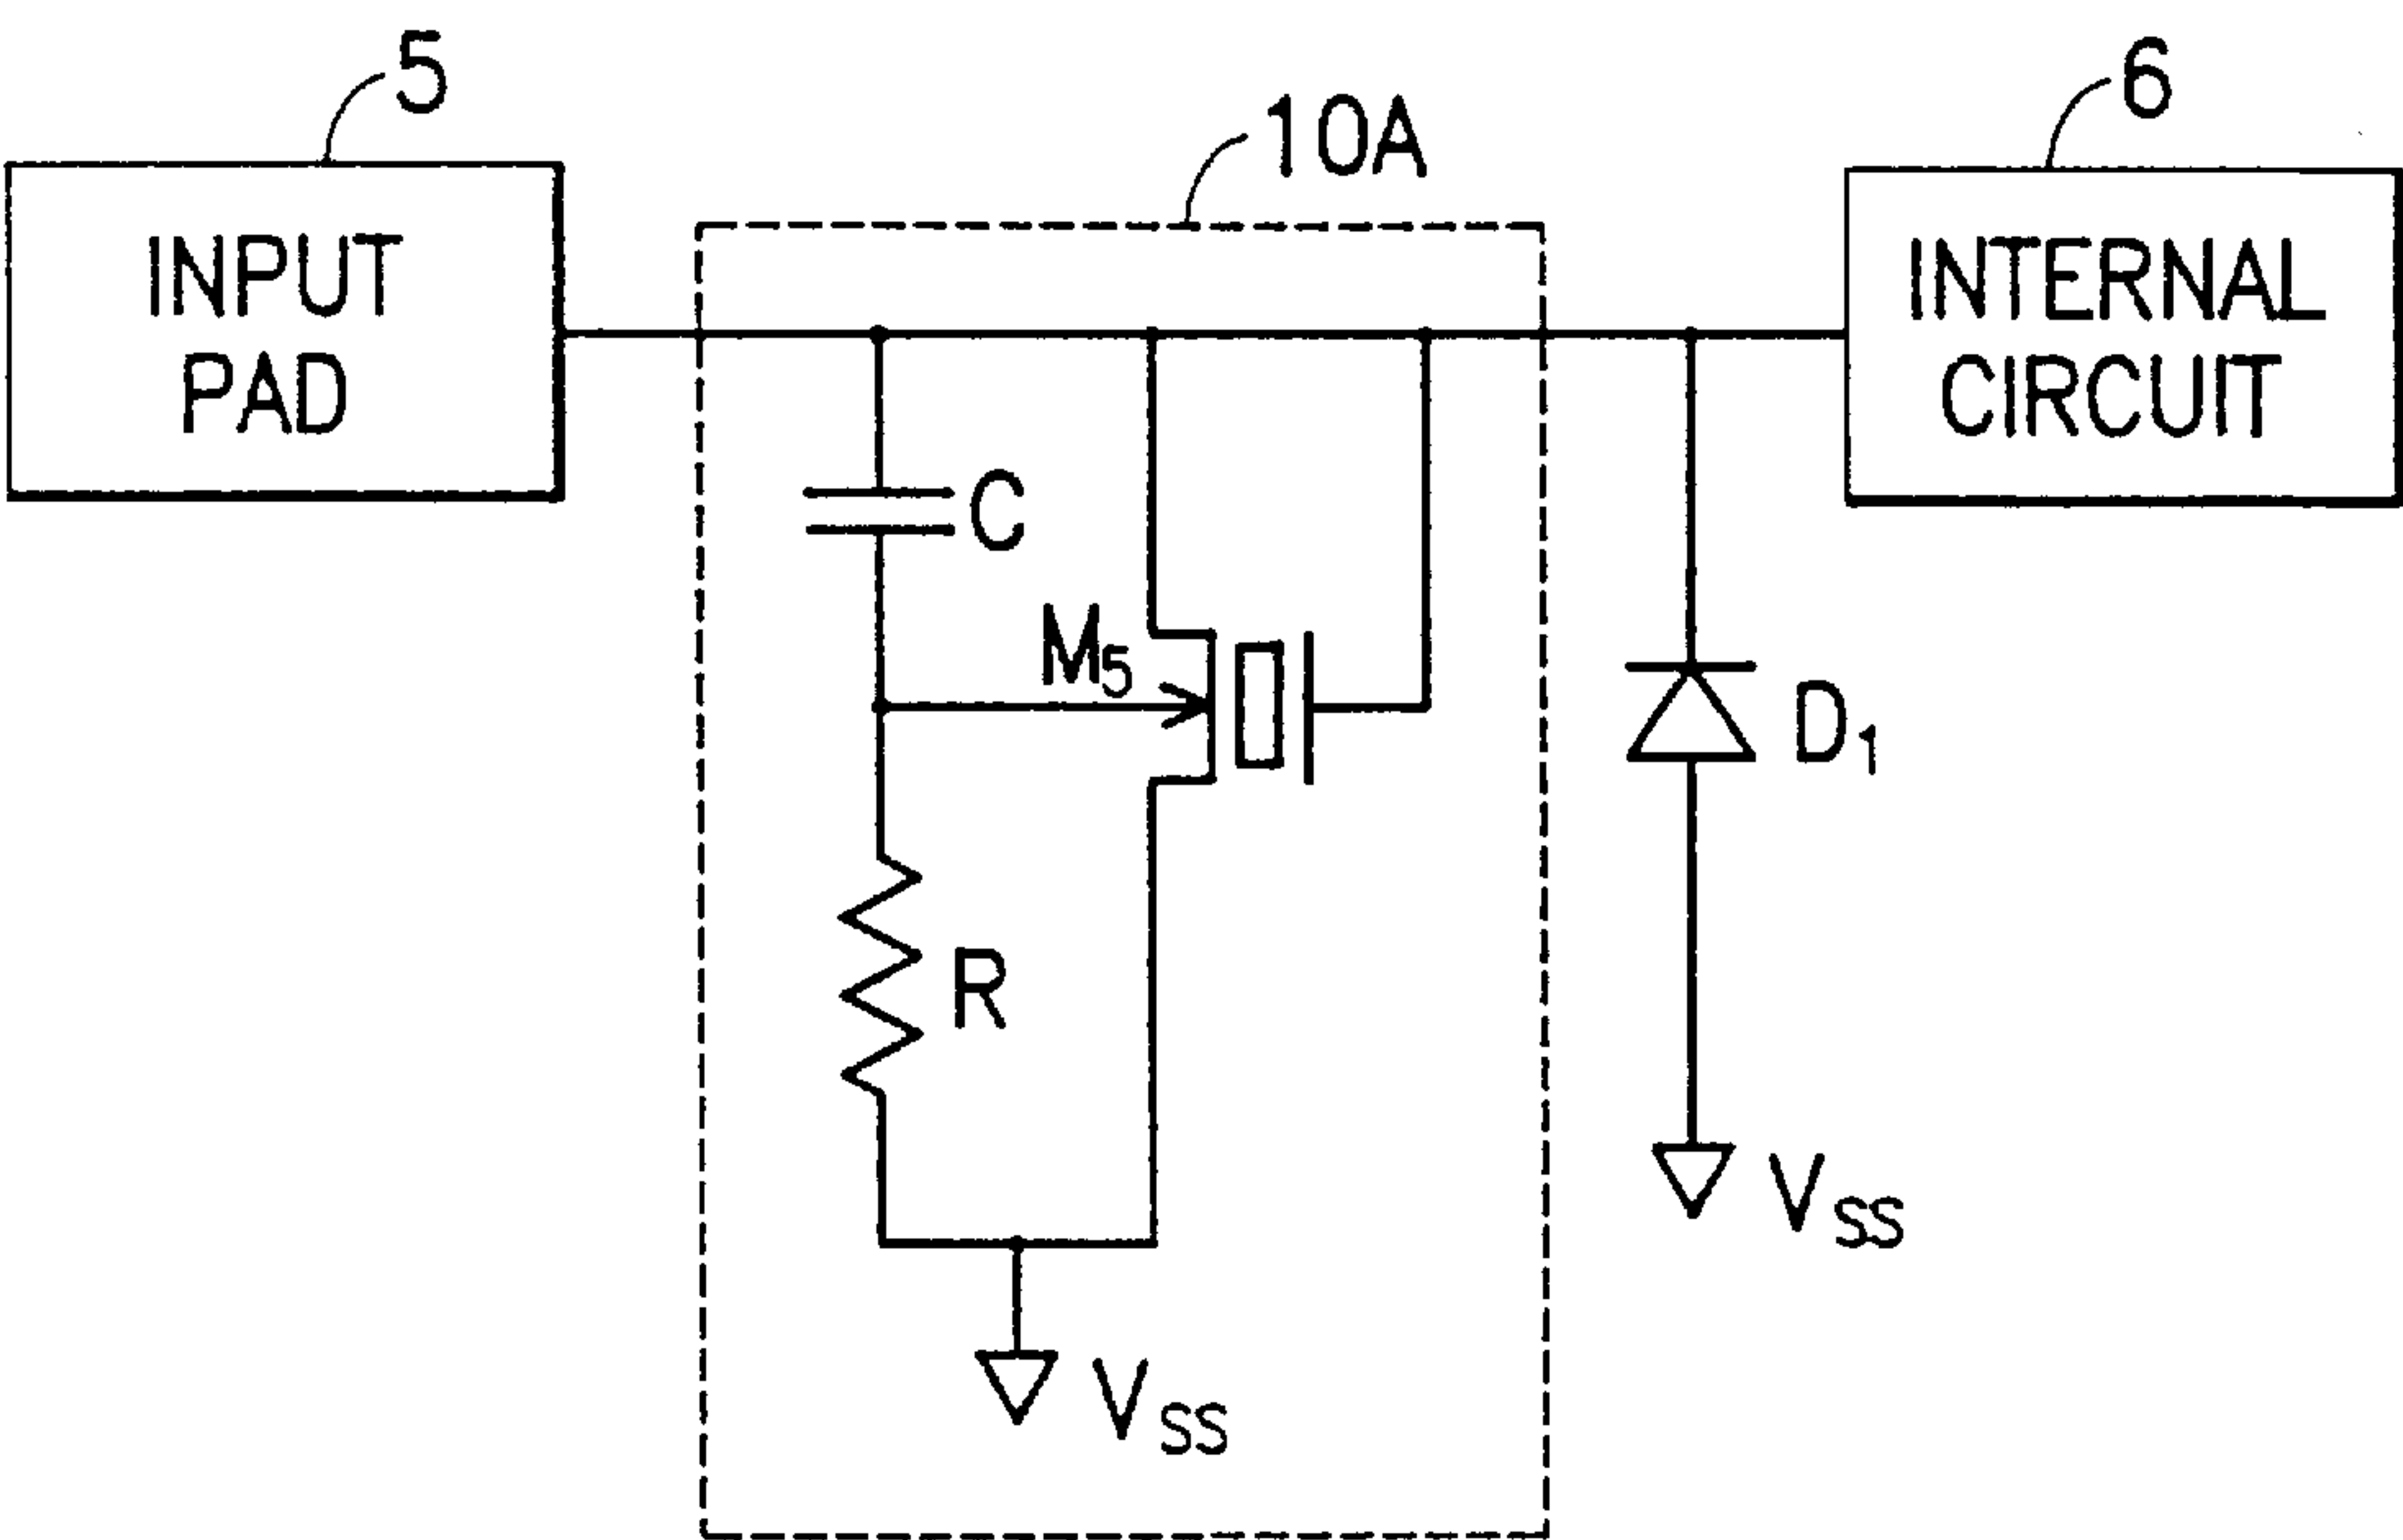 5
10A
6
INPUT
PAD
INTERNAL
CIRCUIT
C
M5
D1
R
VSS
VSS